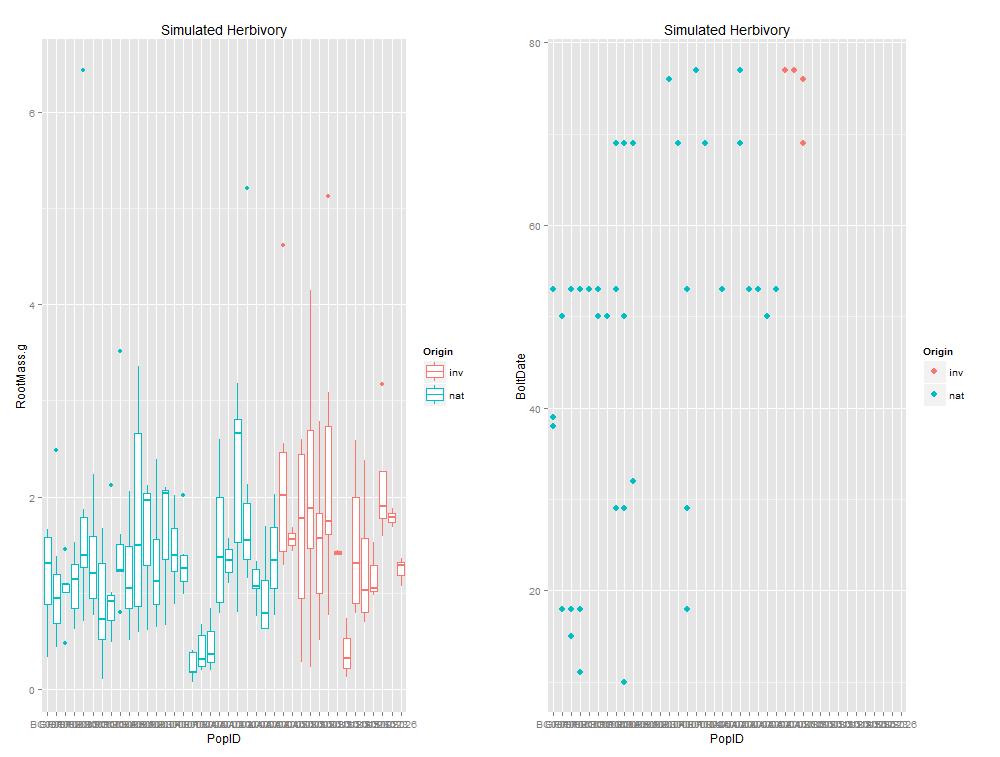 Simulated Herbivory
6
4
2
0
RootMass.g
PopID
Origin
inv
nat
Simulated Herbivory
80
60
40
20
BoltDate
PopID
Origin
inv
nat